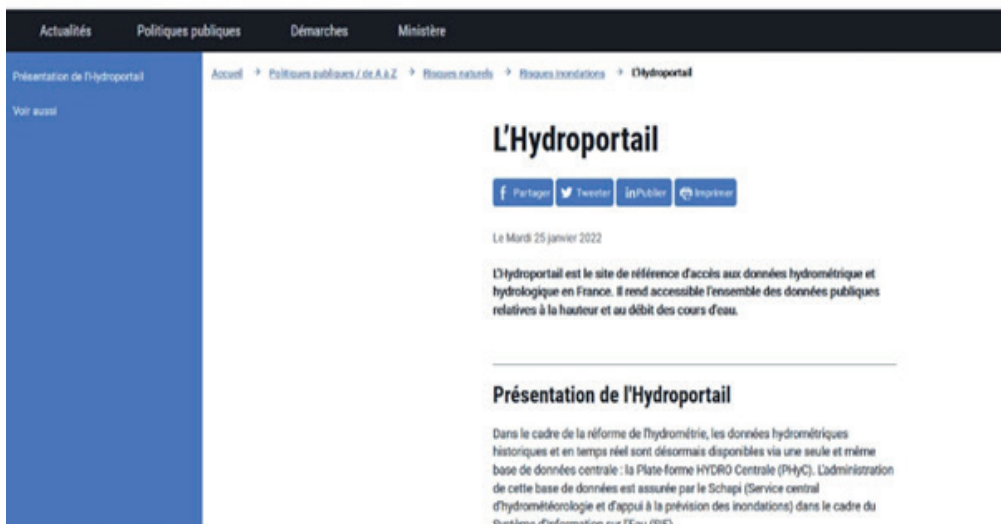 Actualités Politiques publiques Démarches Ministère
Présentation de l'Hydroportail
Voir aussi
Accueil → Politiques publiques / de A à Z → Risques naturels → Risques inondations → L'Hydroportail
L'Hydroportail
Partager Tweeter Publier Imprimer
Le Mardi 25 janvier 2022
L'Hydroportail est le site de référence d'accès aux données hydrométrique et
hydrologique en France. Il rend accessible l'ensemble des données publiques
relatives à la hauteur et au débit des cours d'eau.
Présentation de l'Hydroportail
Dans le cadre de la réforme de l'hydrométrie, les données hydrométriques
historiques et en temps réel sont désormais disponibles via une seule et même
base de données centrale : la Plate-forme HYDRO Centrale (PHyC). L'administration
de cette base de données est assurée par le Schapi (Service central
d'hydrométéorologie et d'appui à la prévision des inondations) dans le cadre du
Système d'Information sur l'Eau (SIE)